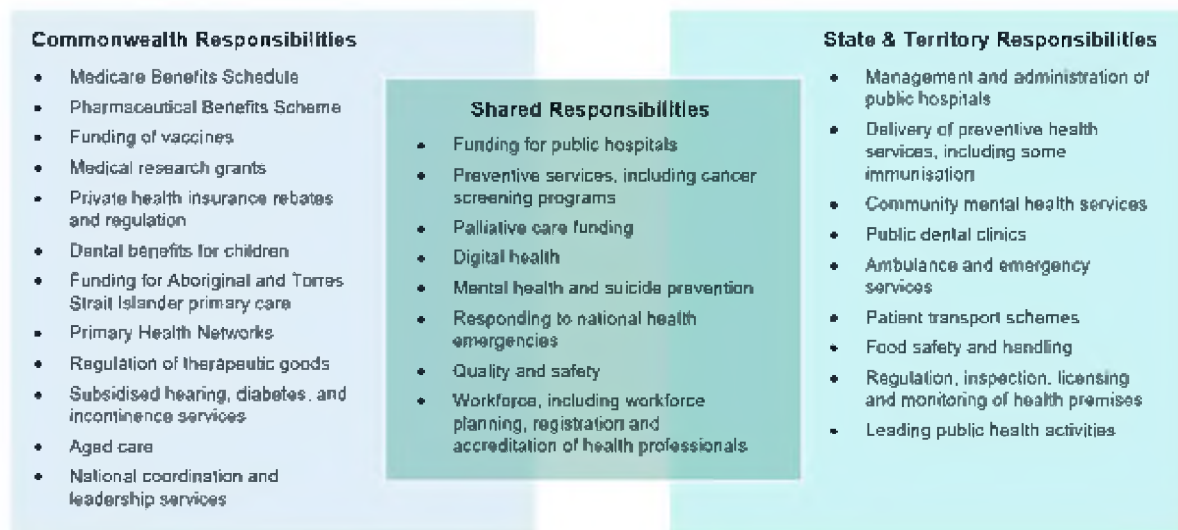 Commonwealth Responsibilities
• Medicare Benefits Schedule
• Pharmaceutical Benefits Scheme
• Funding of vaccines
• Medical research grants
• Private health insurance rebates
and regulation
• Dental benefits for children
• Funding for Aboriginal and Torres
Strait Islander primary care
• Primary Health Networks
• Regulation of therapeutic goods
• Subsidised hearing, diabetes, and
incontinence services
• Aged care
• National coordination and
leadership services
Shared Responsibilities
• Funding for public hospitals
• Preventive services, including cancer
screening programs
• Palliative care funding
• Digital health
• Mental health and suicide prevention
• Responding to national health
emergencies
• Quality and safety
• Workforce, including workforce
planning, registration and
accreditation of health professionals
State & Territory Responsibilities
• Management and administration of
public hospitals
• Delivery of preventive health
services, including some
immunisation
• Community mental health services
• Public dental clinics
• Ambulance and emergency
services
• Patient transport schemes
• Food safety and handling
• Regulation, inspection, licensing
and monitoring of health premises
• Leading public health activities